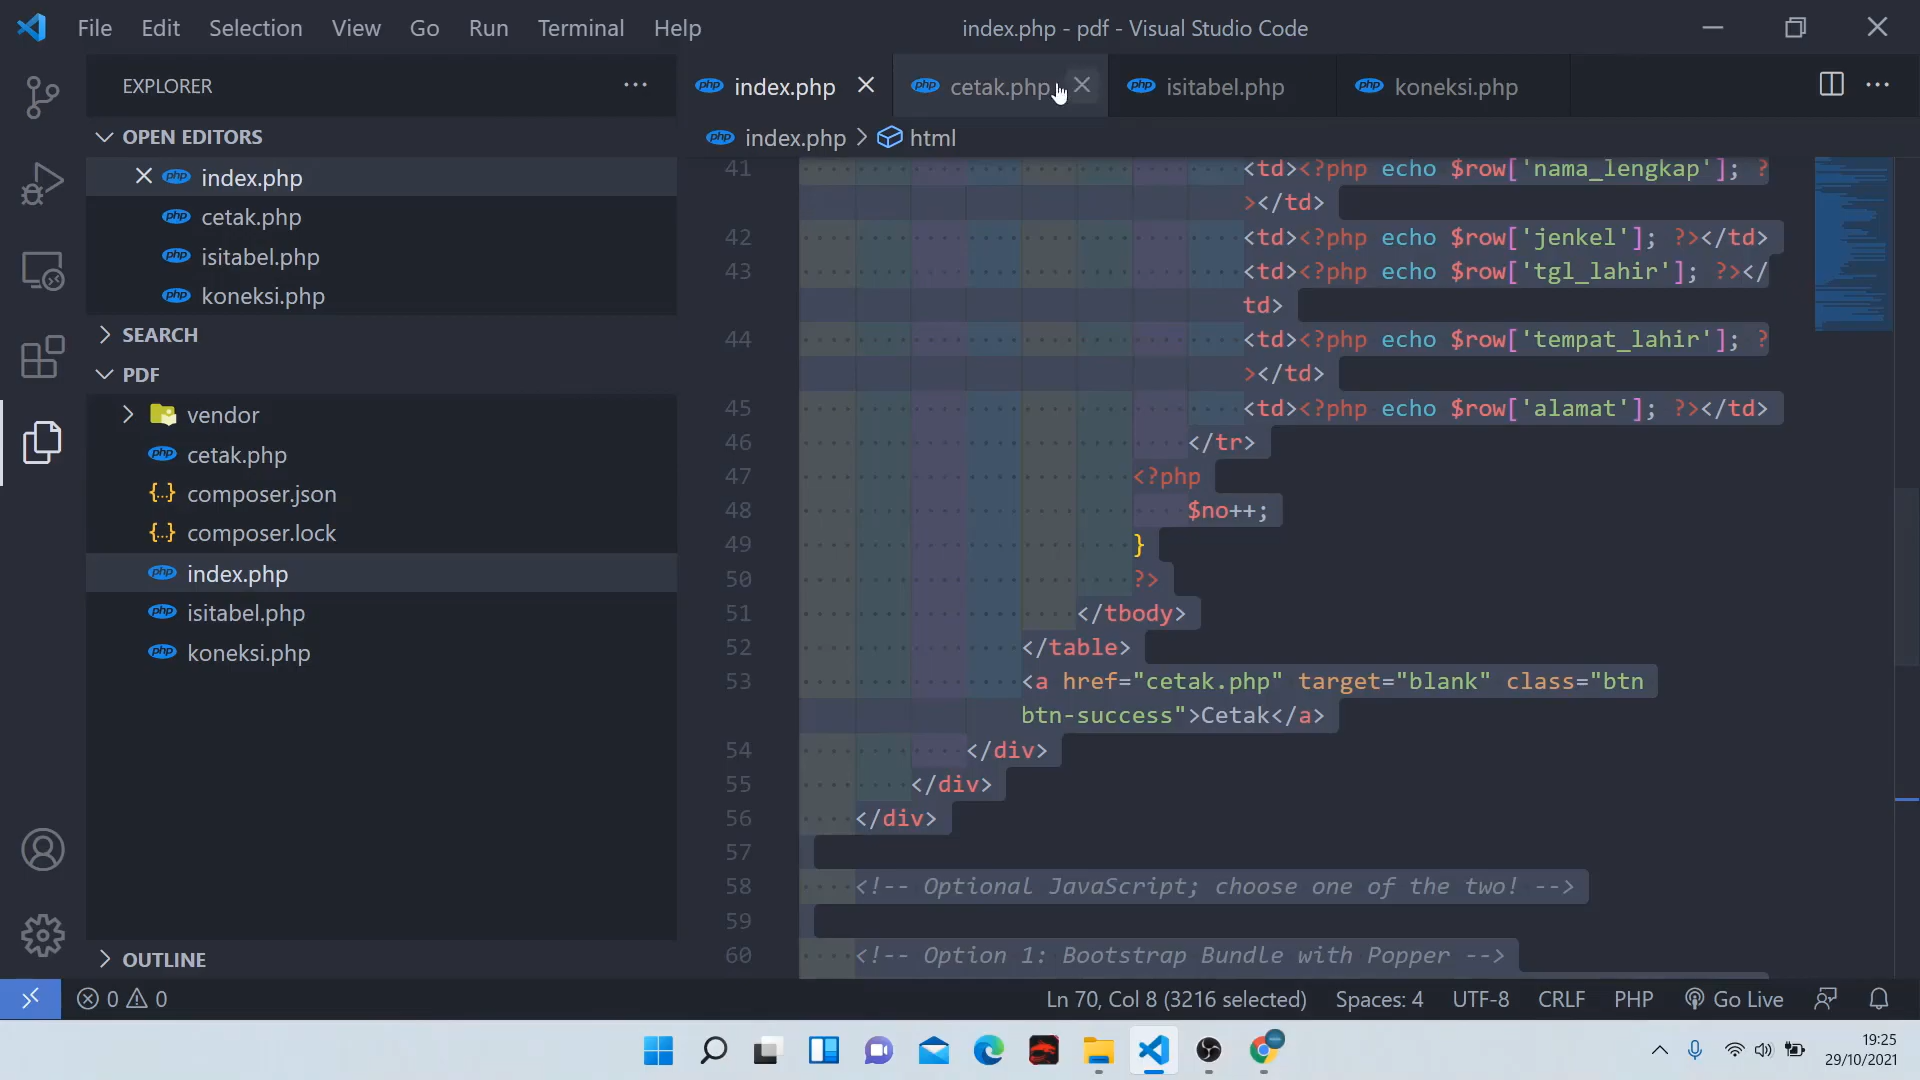 File Edit Selection View Go Run Terminal Help
index.php - pdf - Visual Studio Code
EXPLORER
OPEN EDITORS
index.php
cetak.php
isitabel.php
koneksi.php
SEARCH
PDF
vendor
cetak.php
composer.json
composer.lock
index.php
isitabel.php
koneksi.php
OUTLINE
index.php cetak.php isitabel.php koneksi.php
index.php > html
41 <td><?php echo $row['nama_lengkap']; ?
></td>
42 <td><?php echo $row['jenkel']; ?></td>
43 <td><?php echo $row['tgl_lahir']; ?></
td>
44 <td><?php echo $row['tempat_lahir']; ?
></td>
45 <td><?php echo $row['alamat']; ?></td>
46 </tr>
47 <?php
48 $no++;
49 }
50 ?>
51 </tbody>
52 </table>
53 <a href="cetak.php" target="blank" class="btn
btn-success">Cetak</a>
54 </div>
55 </div>
56 </div>
57
58 <!-- Optional JavaScript; choose one of the two! -->
59
60 <!-- Option 1: Bootstrap Bundle with Popper -->
0 0
Ln 70, Col 8 (3216 selected) Spaces: 4 UTF-8 CRLF PHP Go Live
19:25
29/10/2021